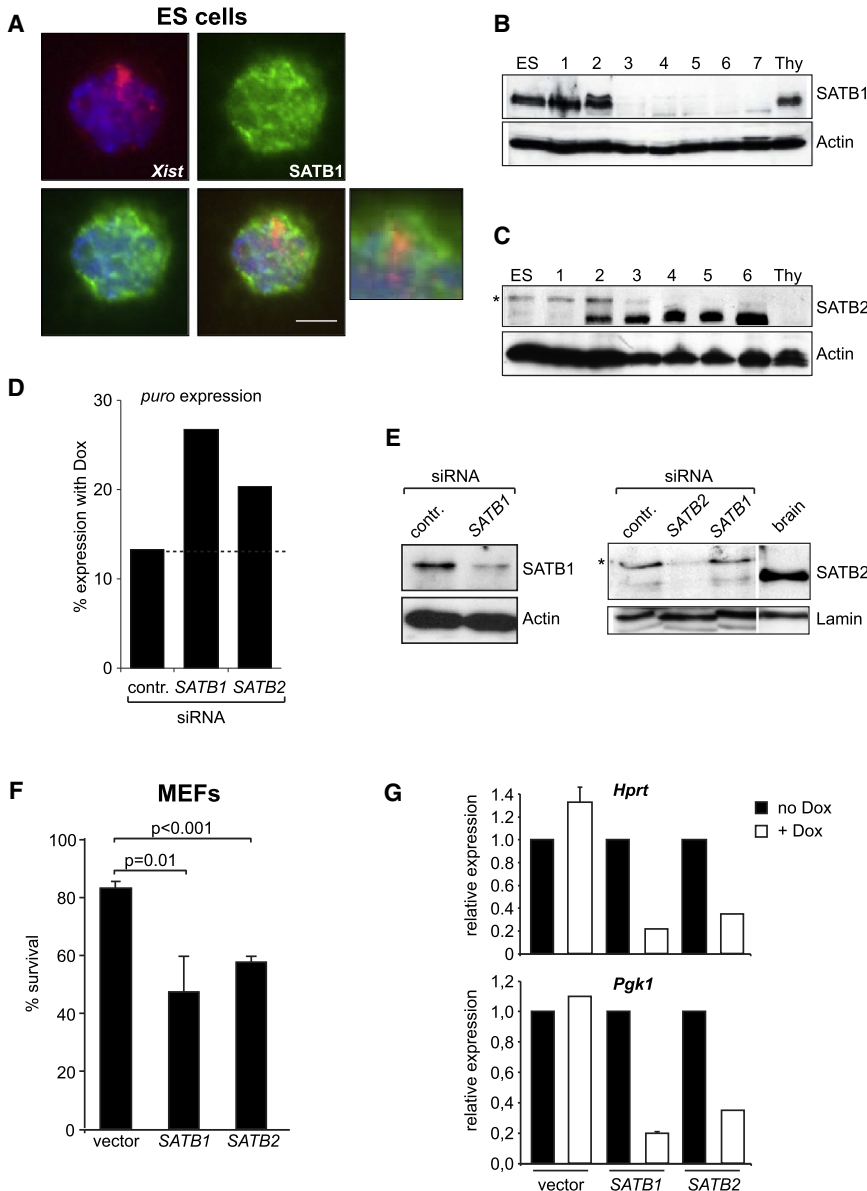 A
ES cells
Xist
SATB1
B
ES 1 2 3 4 5 6 7 Thy
SATB1
Actin
C
ES 1 2 3 4 5 6 Thy
*
SATB2
Actin
D
puro expression
% expression with Dox
30
20
10
0
contr. SATB1 SATB2
siRNA
E
siRNA
contr. SATB1
SATB1
Actin
siRNA
contr. SATB2 SATB1 brain
*
SATB2
Lamin
F
MEFs
% survival
100
80
60
40
20
0
p<0.001
p=0.01
vector SATB1 SATB2
G
Hprt
relative expression
1.4
1.2
1.0
0.8
0.6
0.4
0.2
0
no Dox
+ Dox
Pgk1
relative expression
1,2
1,0
0,8
0,6
0,4
0,2
0,0
vector SATB1 SATB2